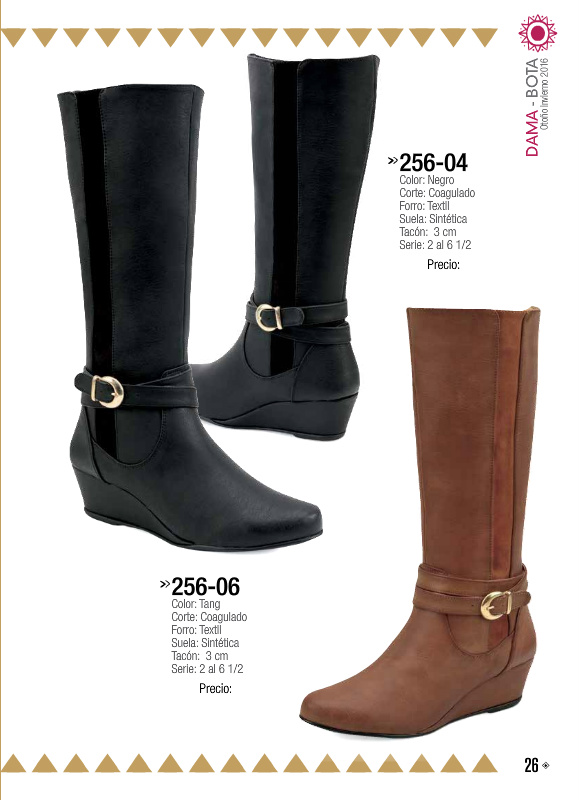 DAMA - BOTA
Otoño Invierno 2016
256-04
Color: Negro
Corte: Coagulado
Forro: Textil
Suela: Sintética
Tacón: 3 cm
Serie: 2 al 6 1/2
Precio:
256-06
Color: Tang
Corte: Coagulado
Forro: Textil
Suela: Sintética
Tacón: 3 cm
Serie: 2 al 6 1/2
Precio:
26